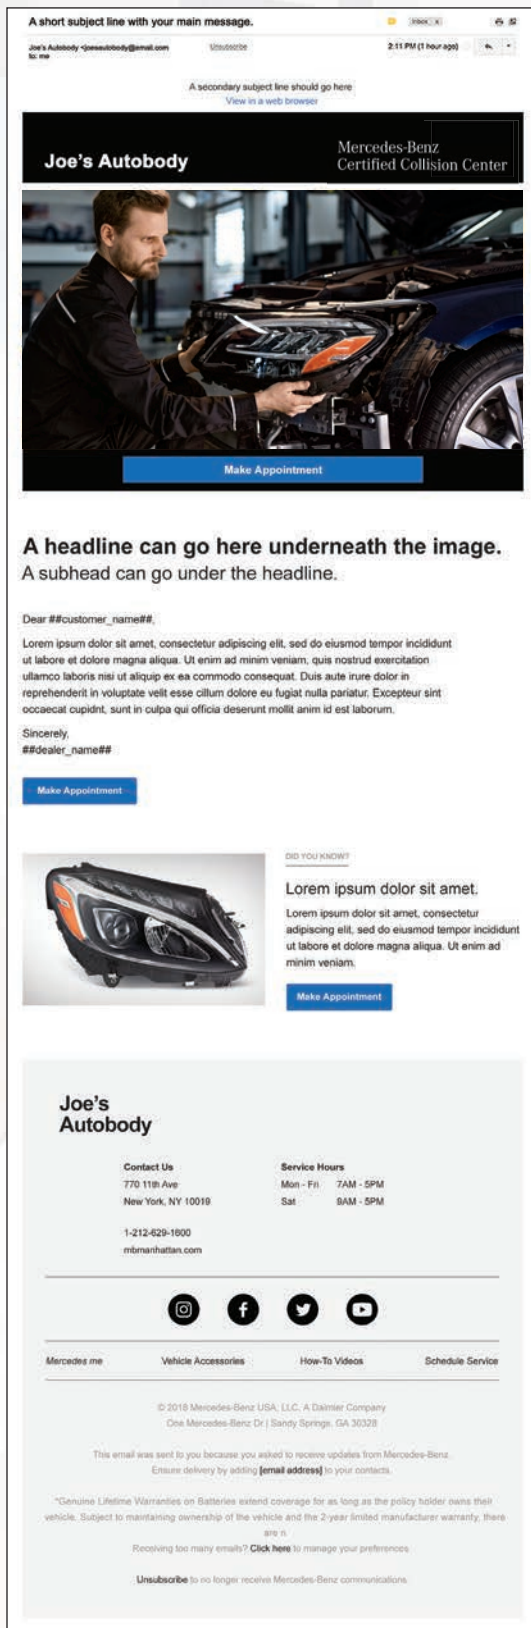 A short subject line with your main message.
Inbox x
Joe's Autobody <joesautobody@email.com
Unsubscribe
2:11 PM (1 hour ago)
to: me
A secondary subject line should go here
View in a web browser
Joe's Autobody
Mercedes-Benz
Certified Collision Center
Make Appointment
A headline can go here underneath the image.
A subhead can go under the headline.
Dear ##customer_name##,
Lorem ipsum dolor sit amet, consectetur adipiscing elit, sed do eiusmod tempor incididunt
ut labore et dolore magna aliqua. Ut enim ad minim veniam, quis nostrud exercitation
ullamco laboris nisi ut aliquip ex ea commodo consequat. Duis aute irure dolor in
reprehenderit in voluptate velit esse cillum dolore eu fugiat nulla pariatur. Excepteur sint
occaecat cupidnt, sunt in culpa qui officia deserunt mollit anim id est laborum.
Sincerely,
##dealer_name##
Make Appointment
DID YOU KNOW?
Lorem ipsum dolor sit amet.
Lorem ipsum dolor sit amet, consectetur
adipiscing elit, sed do eiusmod tempor incididunt
ut labore et dolore magna aliqua. Ut enim ad
minim veniam.
Make Appointment
Joe's
Autobody
Contact Us
770 11th Ave
New York, NY 10019
1-212-629-1600
mbmanhattan.com
Service Hours
Mon - Fri 7AM - 5PM
Sat 9AM - 5PM
Mercedes me
Vehicle Accessories
How-To Videos
Schedule Service
© 2018 Mercedes-Benz USA, LLC, A Daimler Company
One Mercedes-Benz Dr | Sandy Springs, GA 30328
This email was sent to you because you asked to receive updates from Mercedes-Benz.
Ensure delivery by adding [email address] to your contacts.
*Genuine Lifetime Warranties on Batteries extend coverage for as long as the policy holder owns their
vehicle. Subject to maintaining ownership of the vehicle and the 2-year limited manufacturer warranty, there
are n
Receiving too many emails? Click here to manage your preferences
Unsubscribe to no longer receive Mercedes-Benz communications